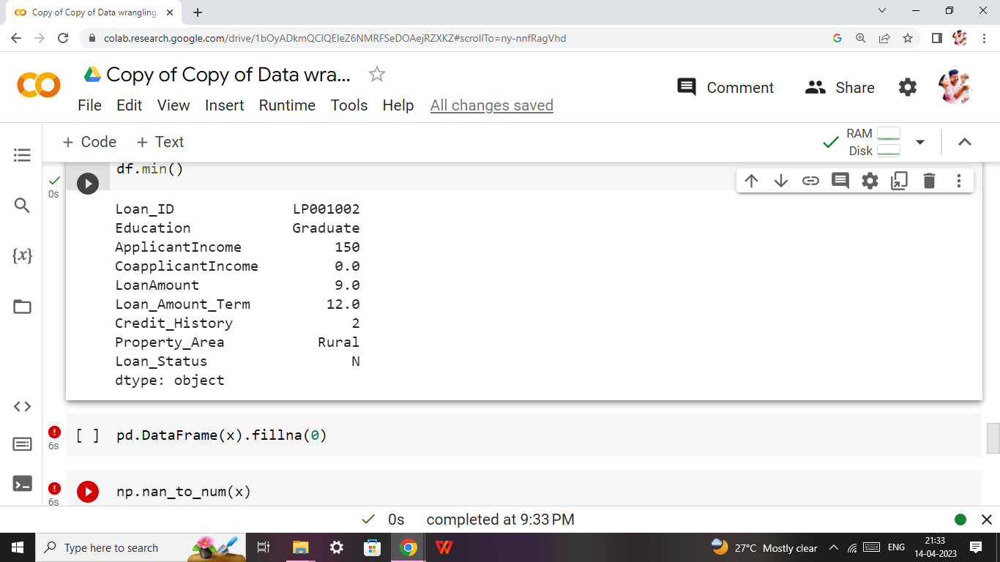 Copy of Copy of Data wrangling.
colab.research.google.com/drive/1bOyADkmQClQEIeZ6NMRFSeDOAejRZXKZ#scrollTo=ny-nnfRagVhd
Copy of Copy of Data wra...
Comment
Share
File Edit View Insert Runtime Tools Help All changes saved
+ Code + Text
RAM
Disk
df.min()
0s
Loan_ID LP001002
Education Graduate
ApplicantIncome 150
CoapplicantIncome 0.0
LoanAmount 9.0
Loan_Amount_Term 12.0
Credit_History 2
Property_Area Rural
Loan_Status N
dtype: object
[ ] pd.DataFrame(x).fillna(0)
6s
np.nan_to_num(x)
6s
0s completed at 9:33 PM
Type here to search
27°C Mostly clear
ENG
21:33
14-04-2023